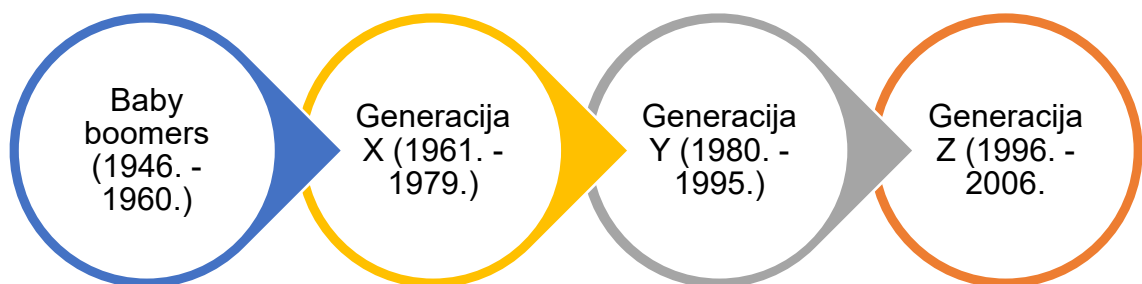 Baby
boomers
(1946. -
1960.)
Generacija
X (1961. -
1979.)
Generacija
Y (1980. -
1995.)
Generacija
Z (1996. -
2006.